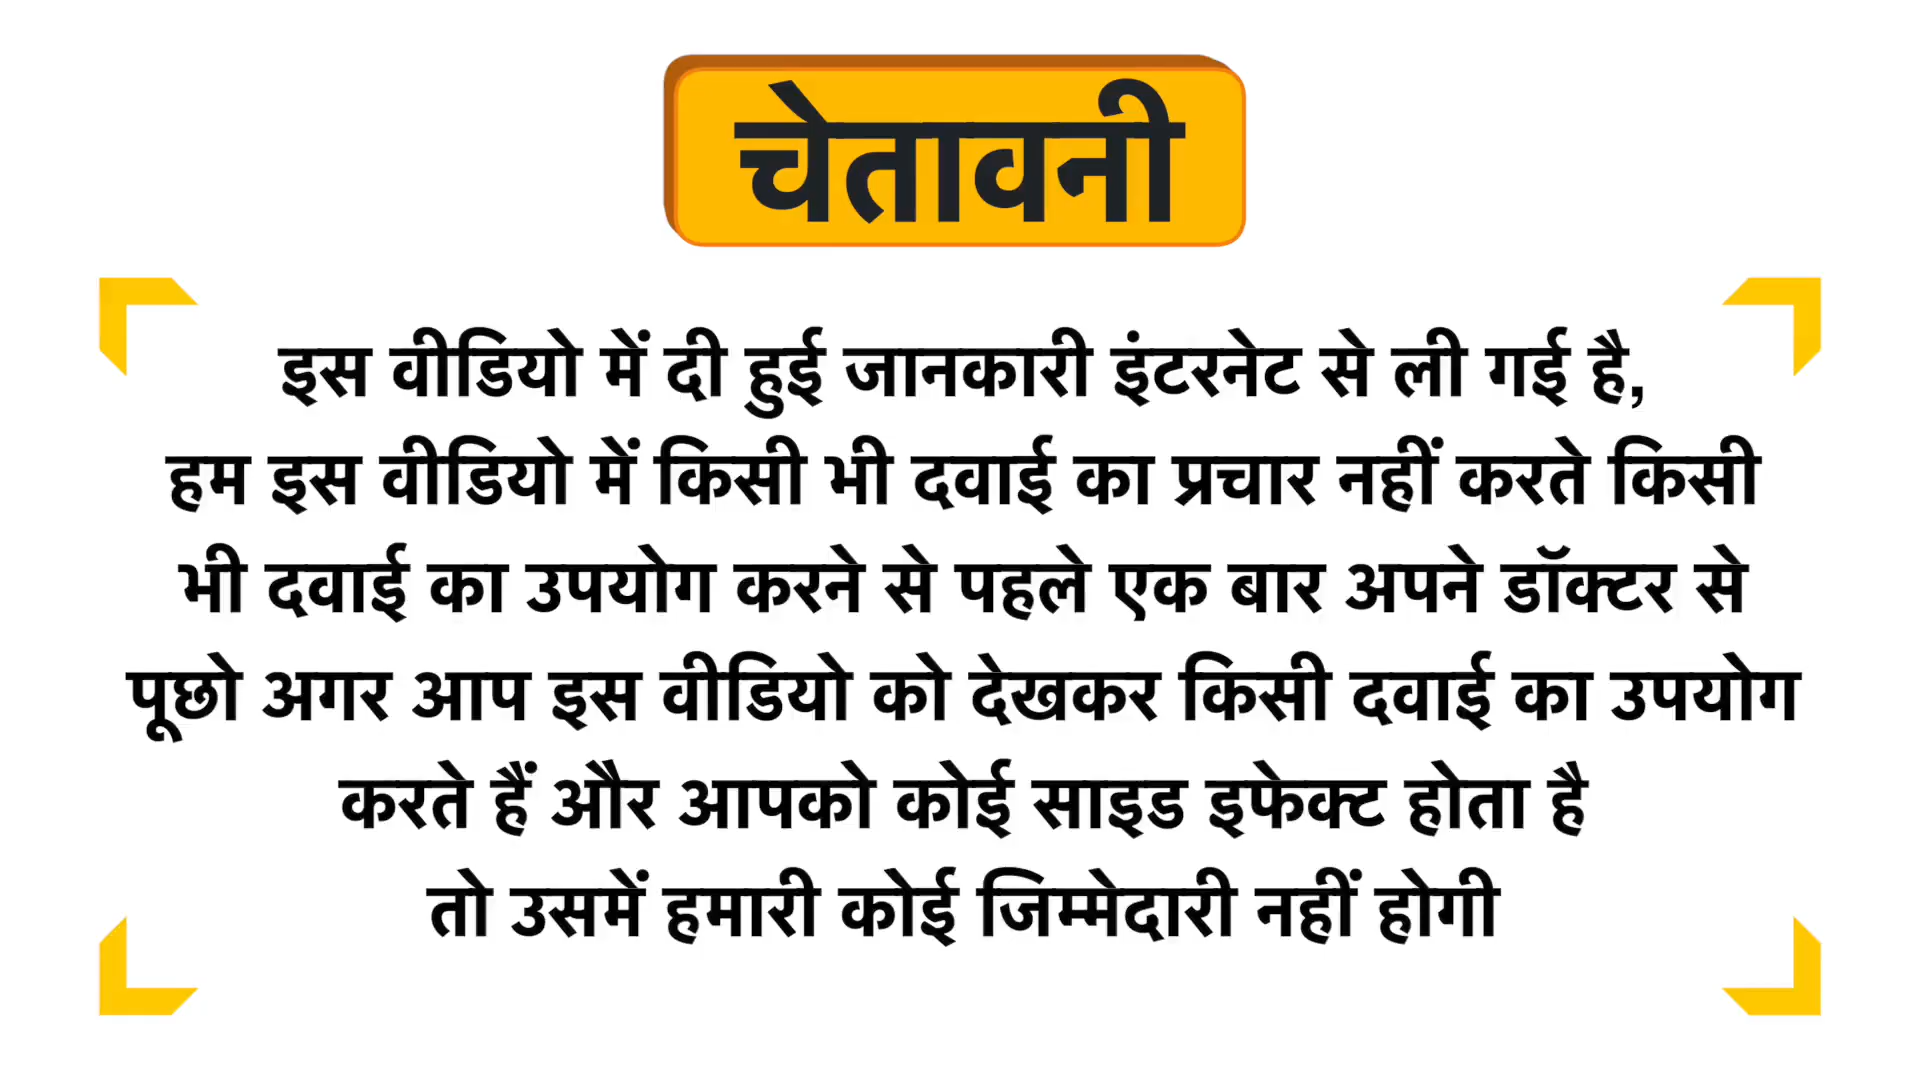 चेतावनी
इस वीडियो में दी हुई जानकारी इंटरनेट से ली गई है,
हम इस वीडियो में किसी भी दवाई का प्रचार नहीं करते किसी
भी दवाई का उपयोग करने से पहले एक बार अपने डॉक्टर से
पूछो अगर आप इस वीडियो को देखकर किसी दवाई का उपयोग
करते हैं और आपको कोई साइड इफेक्ट होता है
तो उसमें हमारी कोई जिम्मेदारी नहीं होगी